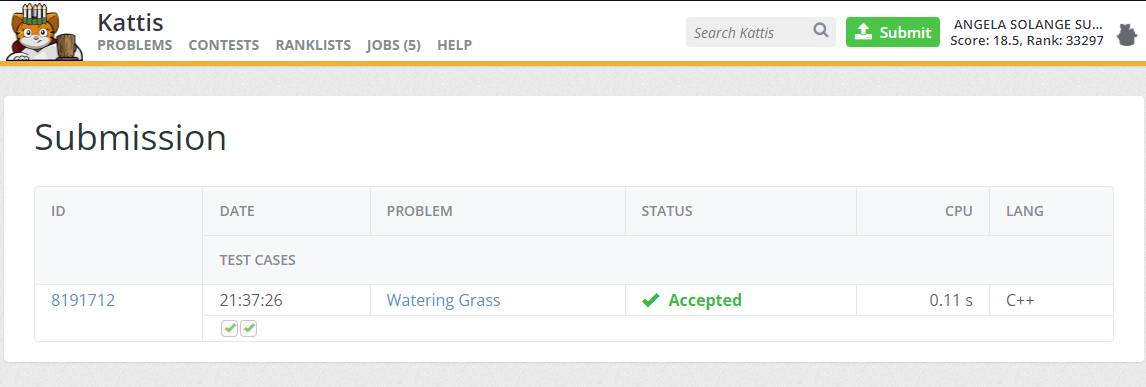 Kattis
PROBLEMS CONTESTS RANKLISTS JOBS (5) HELP
Search Kattis
Submit
ANGELA SOLANGE SU...
Score: 18.5, Rank: 33297
Submission
ID DATE PROBLEM STATUS CPU LANG
TEST CASES
8191712 21:37:26 Watering Grass Accepted 0.11 s C++